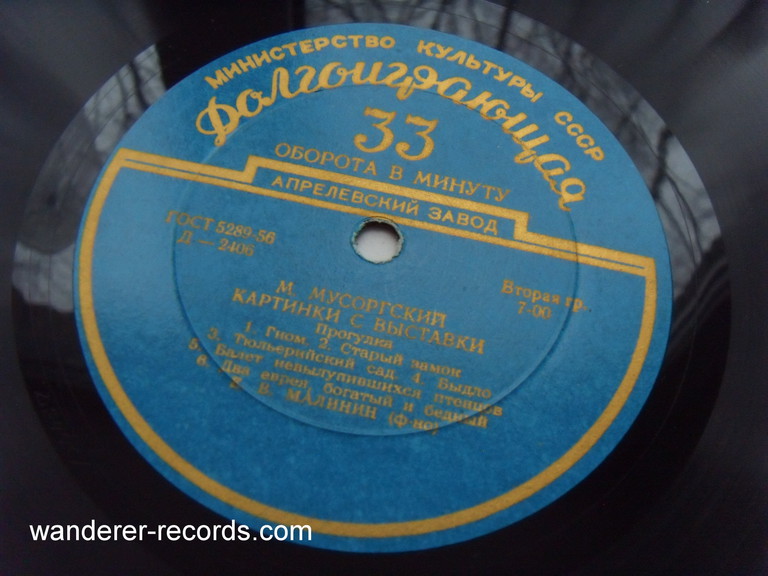 МИНИСТЕРСТВО КУЛЬТУРЫ СССР
Долгоиграющая
33
ОБОРОТА В МИНУТУ
АПРЕЛЕВСКИЙ ЗАВОД
ГОСТ 5289-56
Д — 2406
Вторая гр.
7-00
М. МУСОРГСКИЙ
КАРТИНКИ С ВЫСТАВКИ
Прогулка
1. Гном. 2. Старый замок
3. Тюльерийский сад. 4. Быдло
5. Балет невылупившихся птенцов
6. Два еврея, богатый и бедный
Е. В. МАЛИНИН (ф-но)
wanderer-records.com